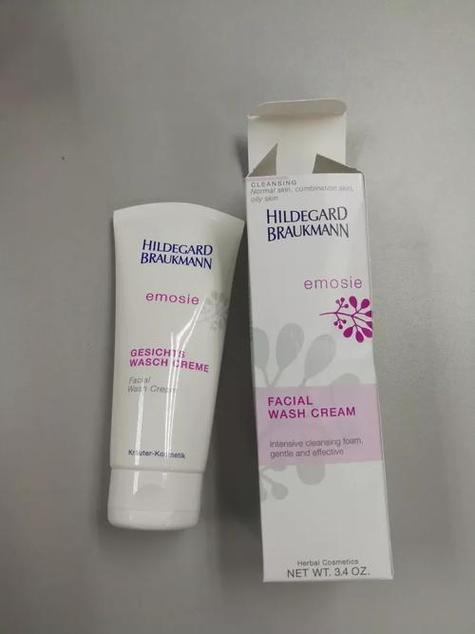 HILDEGARD
BRAUKMANN
emosie
GESICHTS
WASCH CREME
Facial
Wash Cream
Kräuter-Kosmetik
CLEANSING
Normal skin, combination skin,
oily skin
HILDEGARD
BRAUKMANN
emosie
FACIAL
WASH CREAM
Intensive cleansing foam,
gentle and effective
Herbal Cosmetics
NET WT. 3.4 OZ.